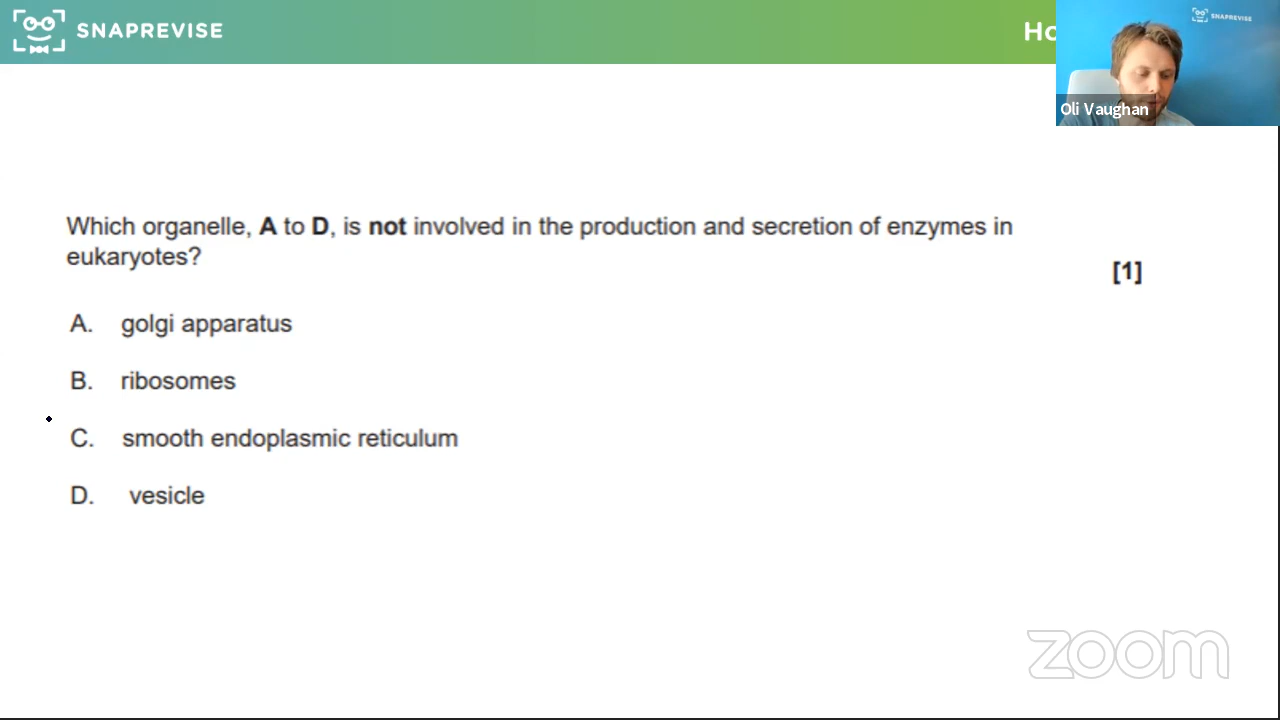 SNAPREVISE
Ho
SNAPREVISE
Oli Vaughan
Which organelle, A to D, is not involved in the production and secretion of enzymes in
eukaryotes?
[1]
A. golgi apparatus
B. ribosomes
C. smooth endoplasmic reticulum
D. vesicle
zoom